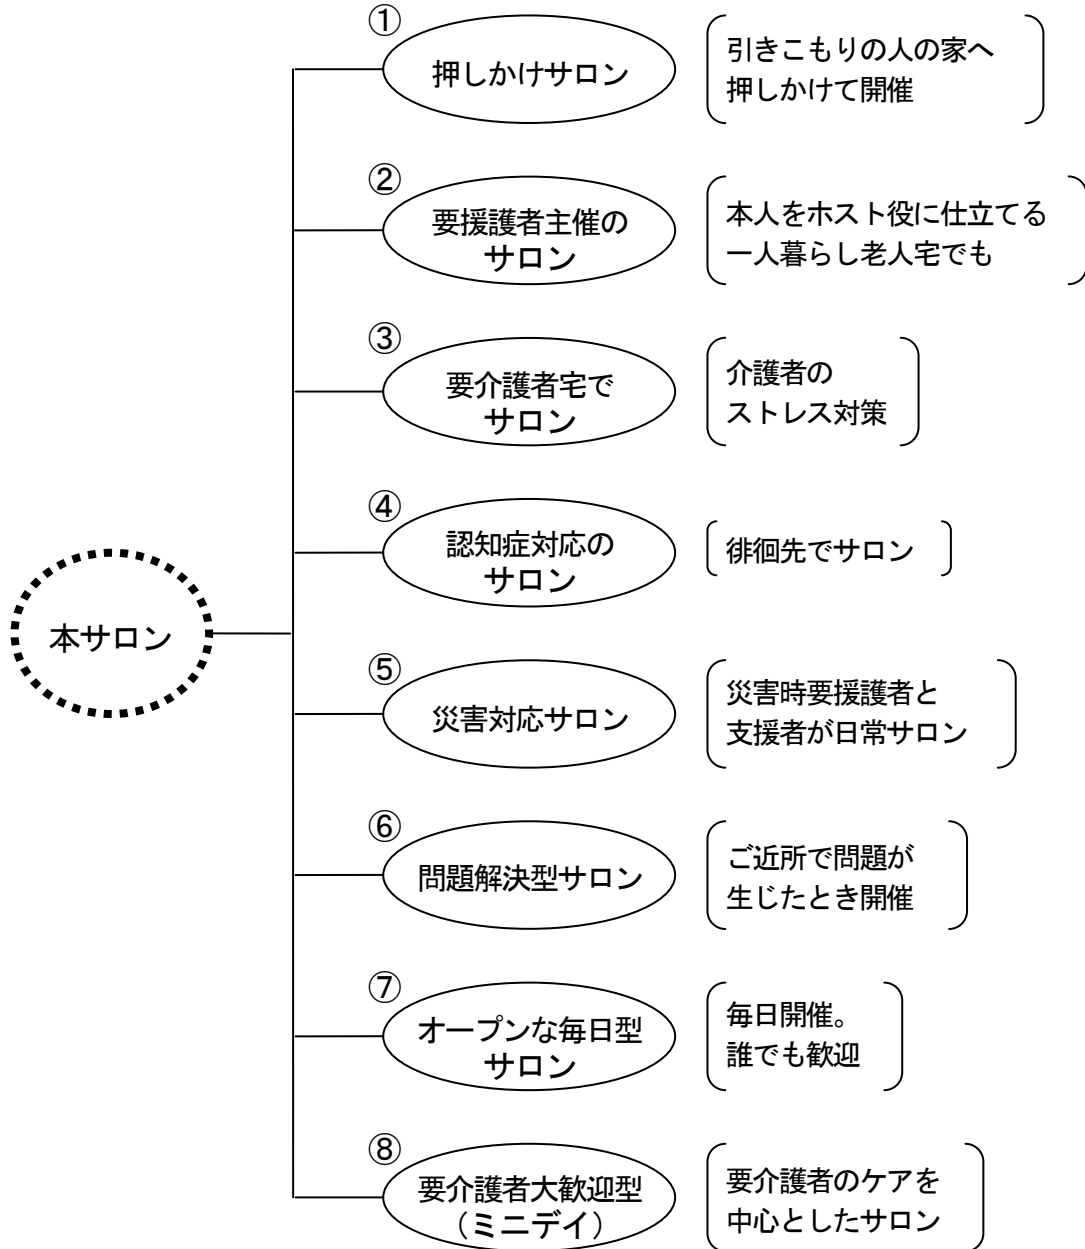 ①
押しかけサロン
引きこもりの人の家へ
押しかけて開催
②
要援護者主催の
サロン
本人をホスト役に仕立てる
一人暮らし老人宅でも
③
要介護者宅で
サロン
介護者の
ストレス対策
④
認知症対応の
サロン
徘徊先でサロン
本サロン
⑤
災害対応サロン
災害時要援護者と
支援者が日常サロン
⑥
問題解決型サロン
ご近所で問題が
生じたとき開催
⑦
オープンな毎日型
サロン
毎日開催。
誰でも歓迎
⑧
要介護者大歓迎型
（ミニデイ）
要介護者のケアを
中心としたサロン